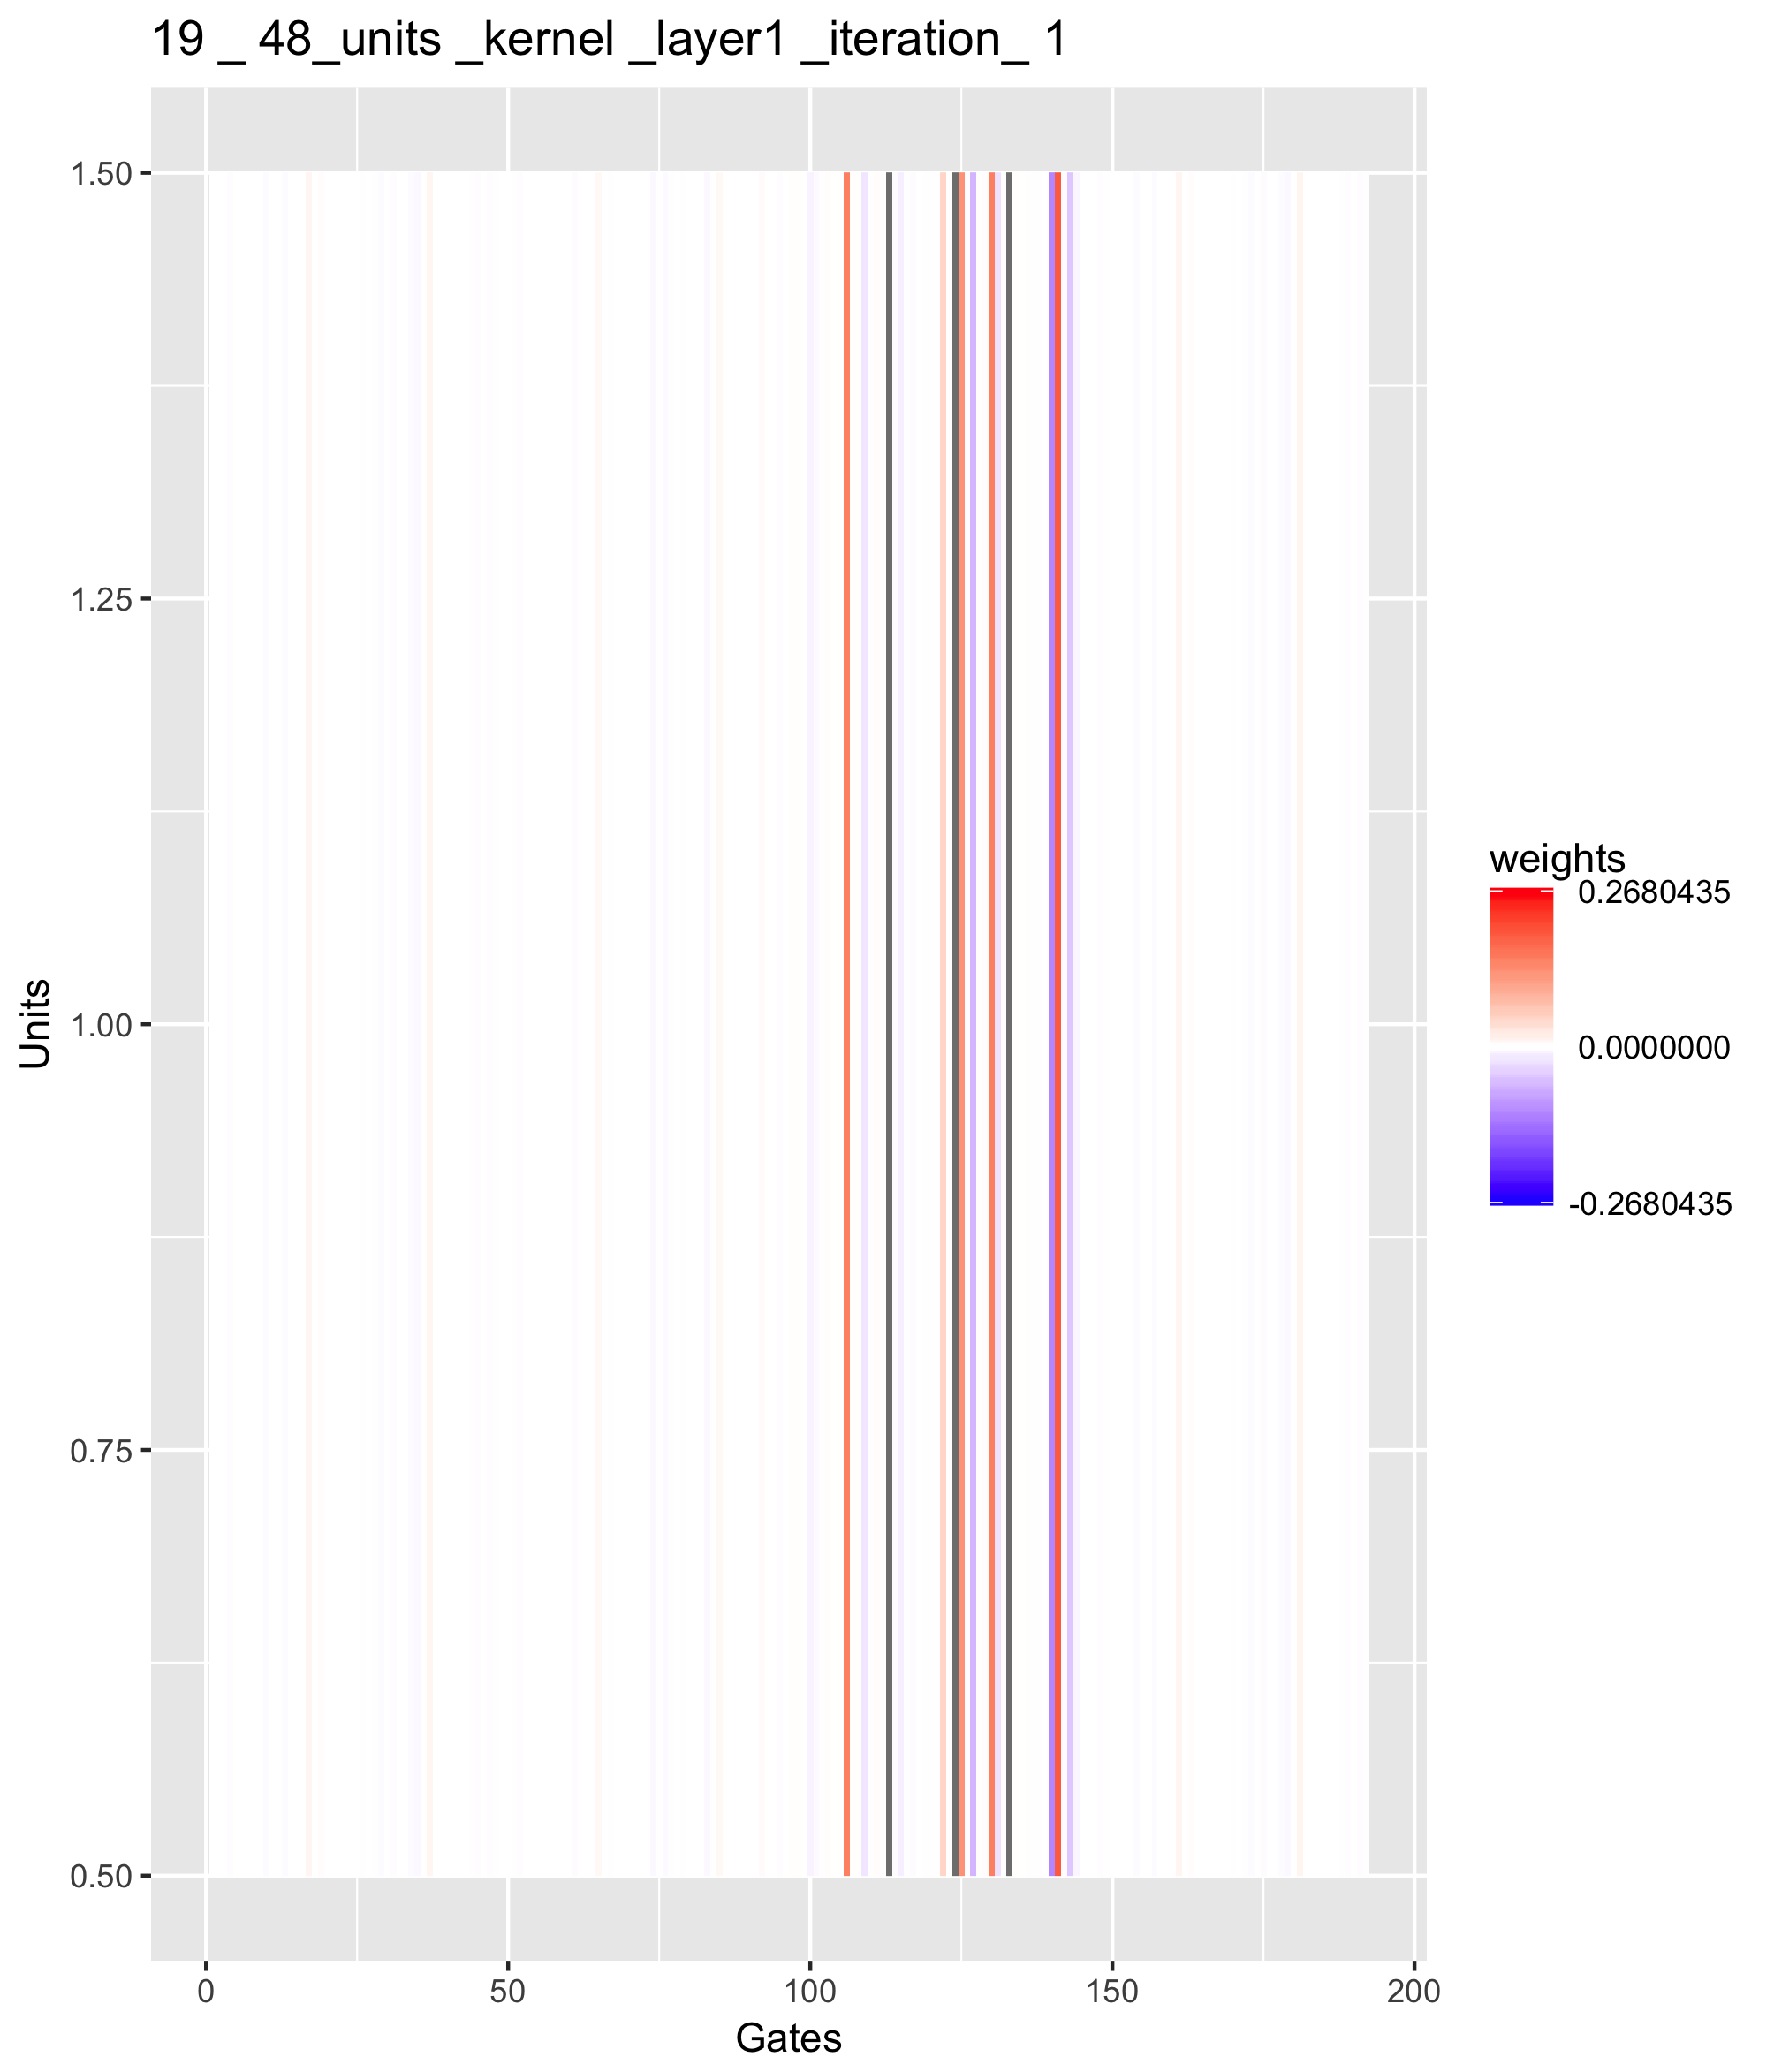 19 _ 48_units _kernel _layer1 _iteration_ 1
1.50
1.25
1.00
0.75
0.50
Units
0 50 100 150 200
Gates
weights
0.2680435
0.0000000
-0.2680435